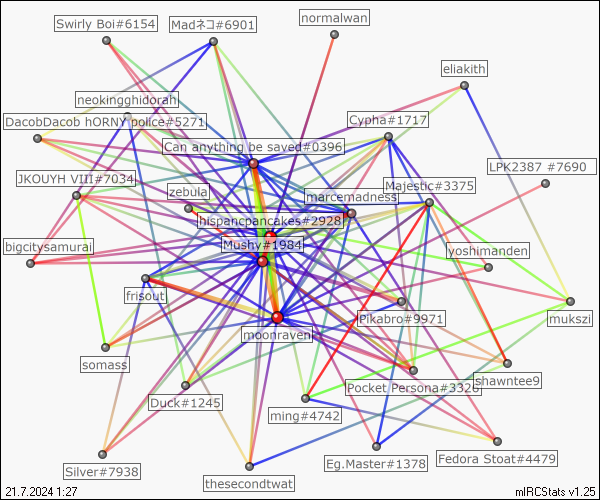 normalwan
Swirly Boi#6154
Madネコ#6901
eliakith
neokingghidorah
DacobDacob hORNY police#5271
Cypha#1717
Can anything be saved#0396
LPK2387 #7690
JKOUYH VIII#7034
Majestic#3375
zebula
marcemadness
hispancpancakes#2928
Mushy#1984
bigcitysamurai
yoshimanden
frisout
Pikabro#9971
mukszi
moonraven
somass
shawntee9
Pocket Persona#3326
Duck#1245
ming#4742
Fedora Stoat#4479
Eg.Master#1378
Silver#7938
thesecondtwat
21.7.2024 1:27
mIRCStats v1.25